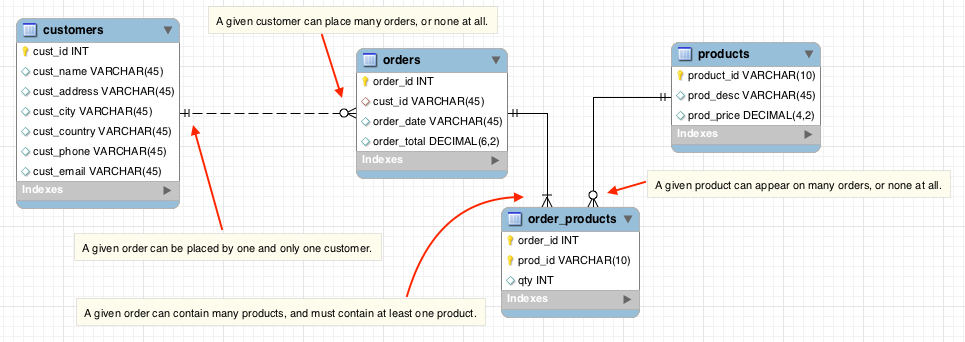 A given customer can place many orders, or none at all.
customers
cust_id INT
cust_name VARCHAR(45)
cust_address VARCHAR(45)
cust_city VARCHAR(45)
cust_country VARCHAR(45)
cust_phone VARCHAR(45)
cust_email VARCHAR(45)
Indexes
orders
order_id INT
cust_id VARCHAR(45)
order_date VARCHAR(45)
order_total DECIMAL(6,2)
Indexes
products
product_id VARCHAR(10)
prod_desc VARCHAR(45)
prod_price DECIMAL(4,2)
Indexes
A given product can appear on many orders, or none at all.
order_products
order_id INT
prod_id VARCHAR(10)
qty INT
Indexes
A given order can be placed by one and only one customer.
A given order can contain many products, and must contain at least one product.